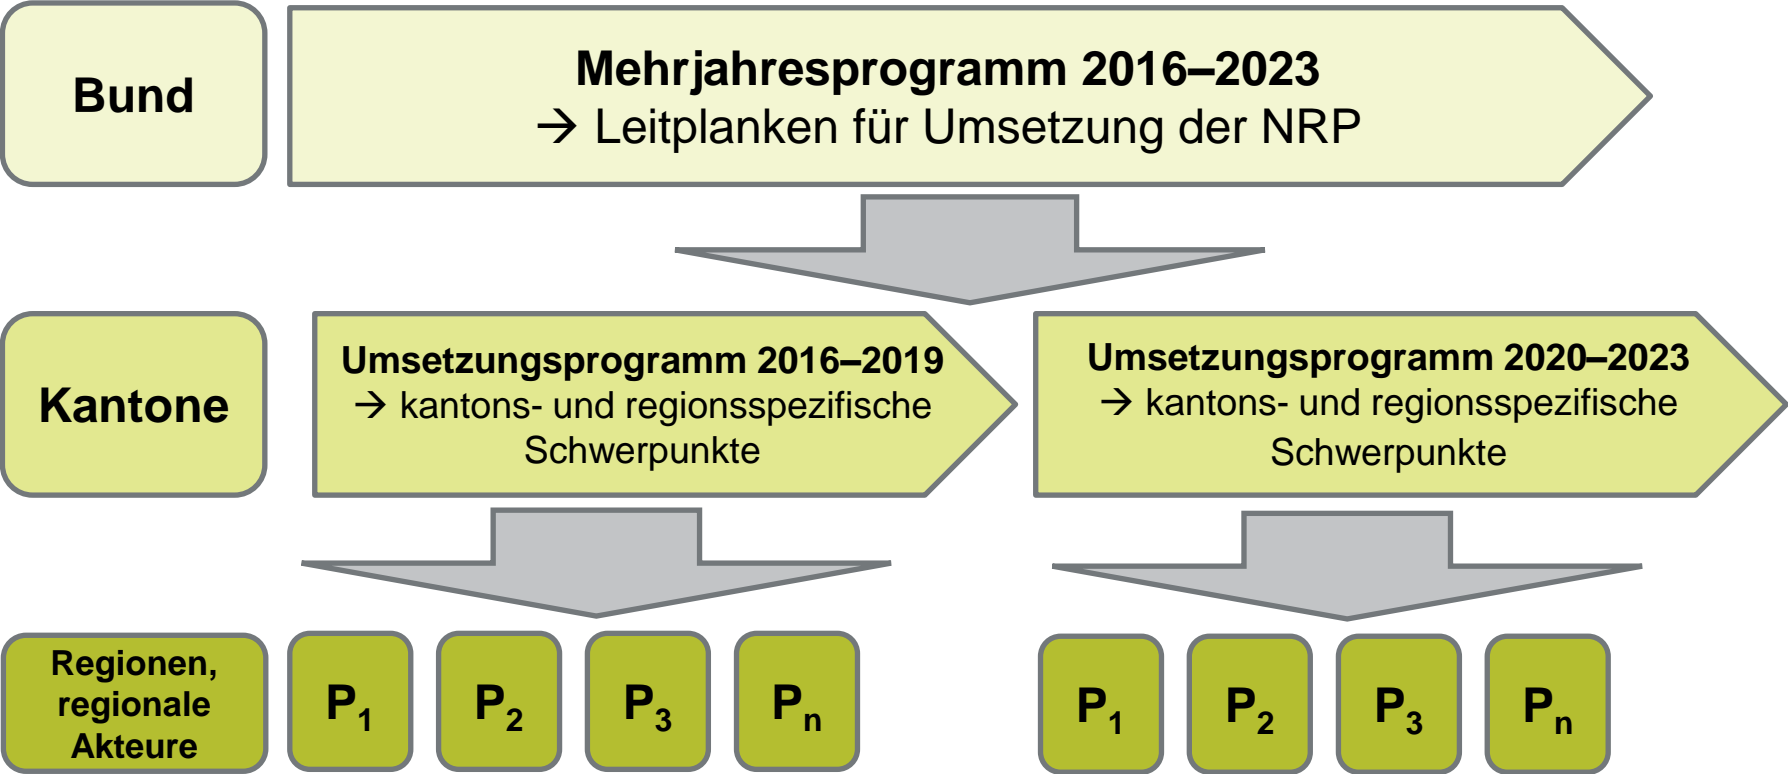 Bund
Mehrjahresprogramm 2016–2023
→ Leitplanken für Umsetzung der NRP
Kantone
Umsetzungsprogramm 2016–2019
→ kantons- und regionsspezifische
Schwerpunkte
Umsetzungsprogramm 2020–2023
→ kantons- und regionsspezifische
Schwerpunkte
Regionen,
regionale
Akteure
P₁
P₂
P₃
Pₙ
P₁
P₂
P₃
Pₙ